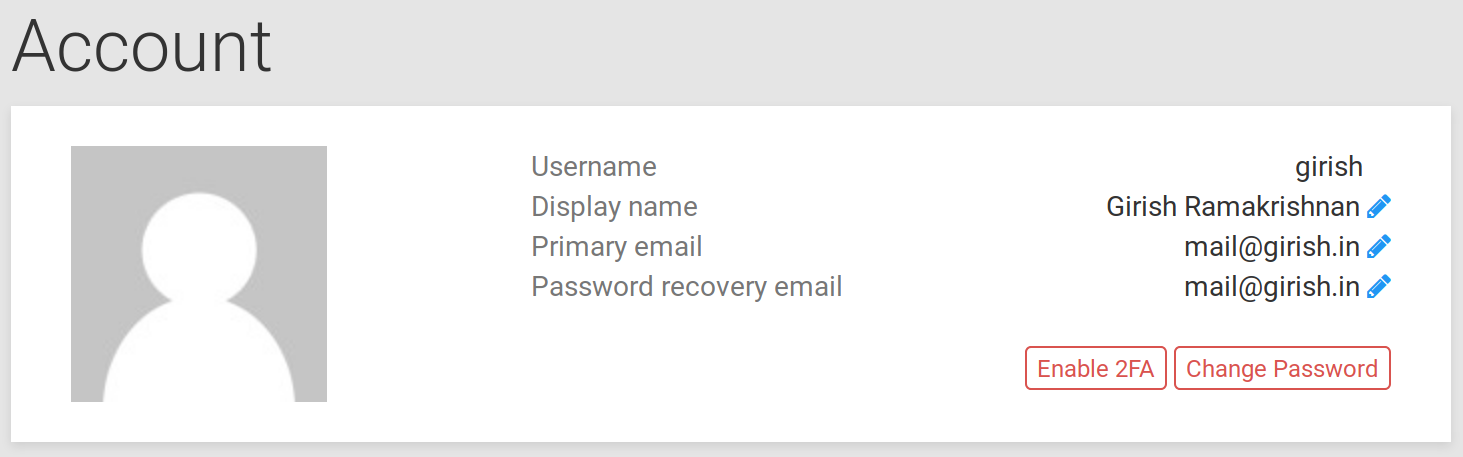 Account
Username girish
Display name Girish Ramakrishnan
Primary email mail@girish.in
Password recovery email mail@girish.in
Enable 2FA Change Password